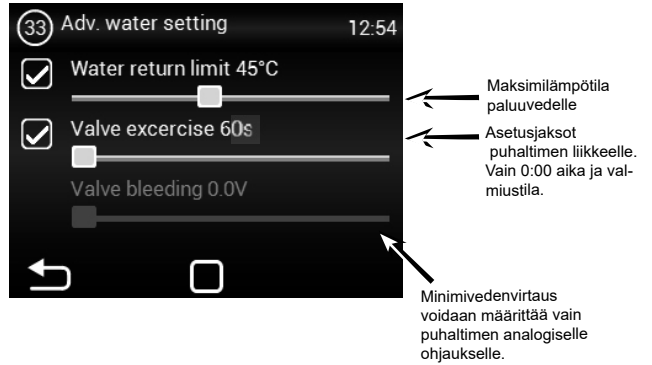 33 Adv. water setting 12:54
Water return limit 45°C
Valve excercise 60s
Valve bleeding 0.0V
Maksimilämpötila
paluuvedelle
Asetusjaksot
puhaltimen liikkeelle.
Vain 0:00 aika ja val-
miustila.
Minimivedenvirtaus
voidaan määrittää vain
puhaltimen analogiselle
ohjaukselle.